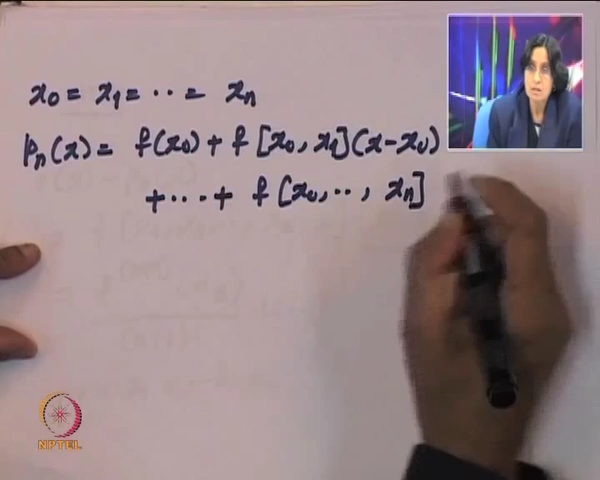 x₀ = x₁ = ·· = xₙ
pₙ(x) = f(x₀) + f[x₀, x₁](x-x₀)
+ ··· + f[x₀, ··, xₙ]
NPTEL